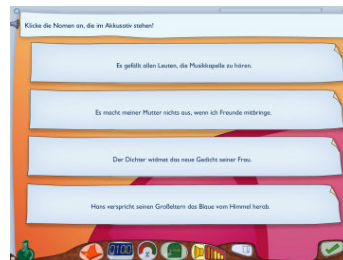 Klicke die Nomen an, die im Akkusativ stehen!
Es gefällt allen Leuten, die Musikkapelle zu hören.
Es macht meiner Mutter nichts aus, wenn ich Freunde mitbringe.
Der Dichter widmet das neue Gedicht seiner Frau.
Hans verspricht seinen Großeltern das Blaue vom Himmel herab.